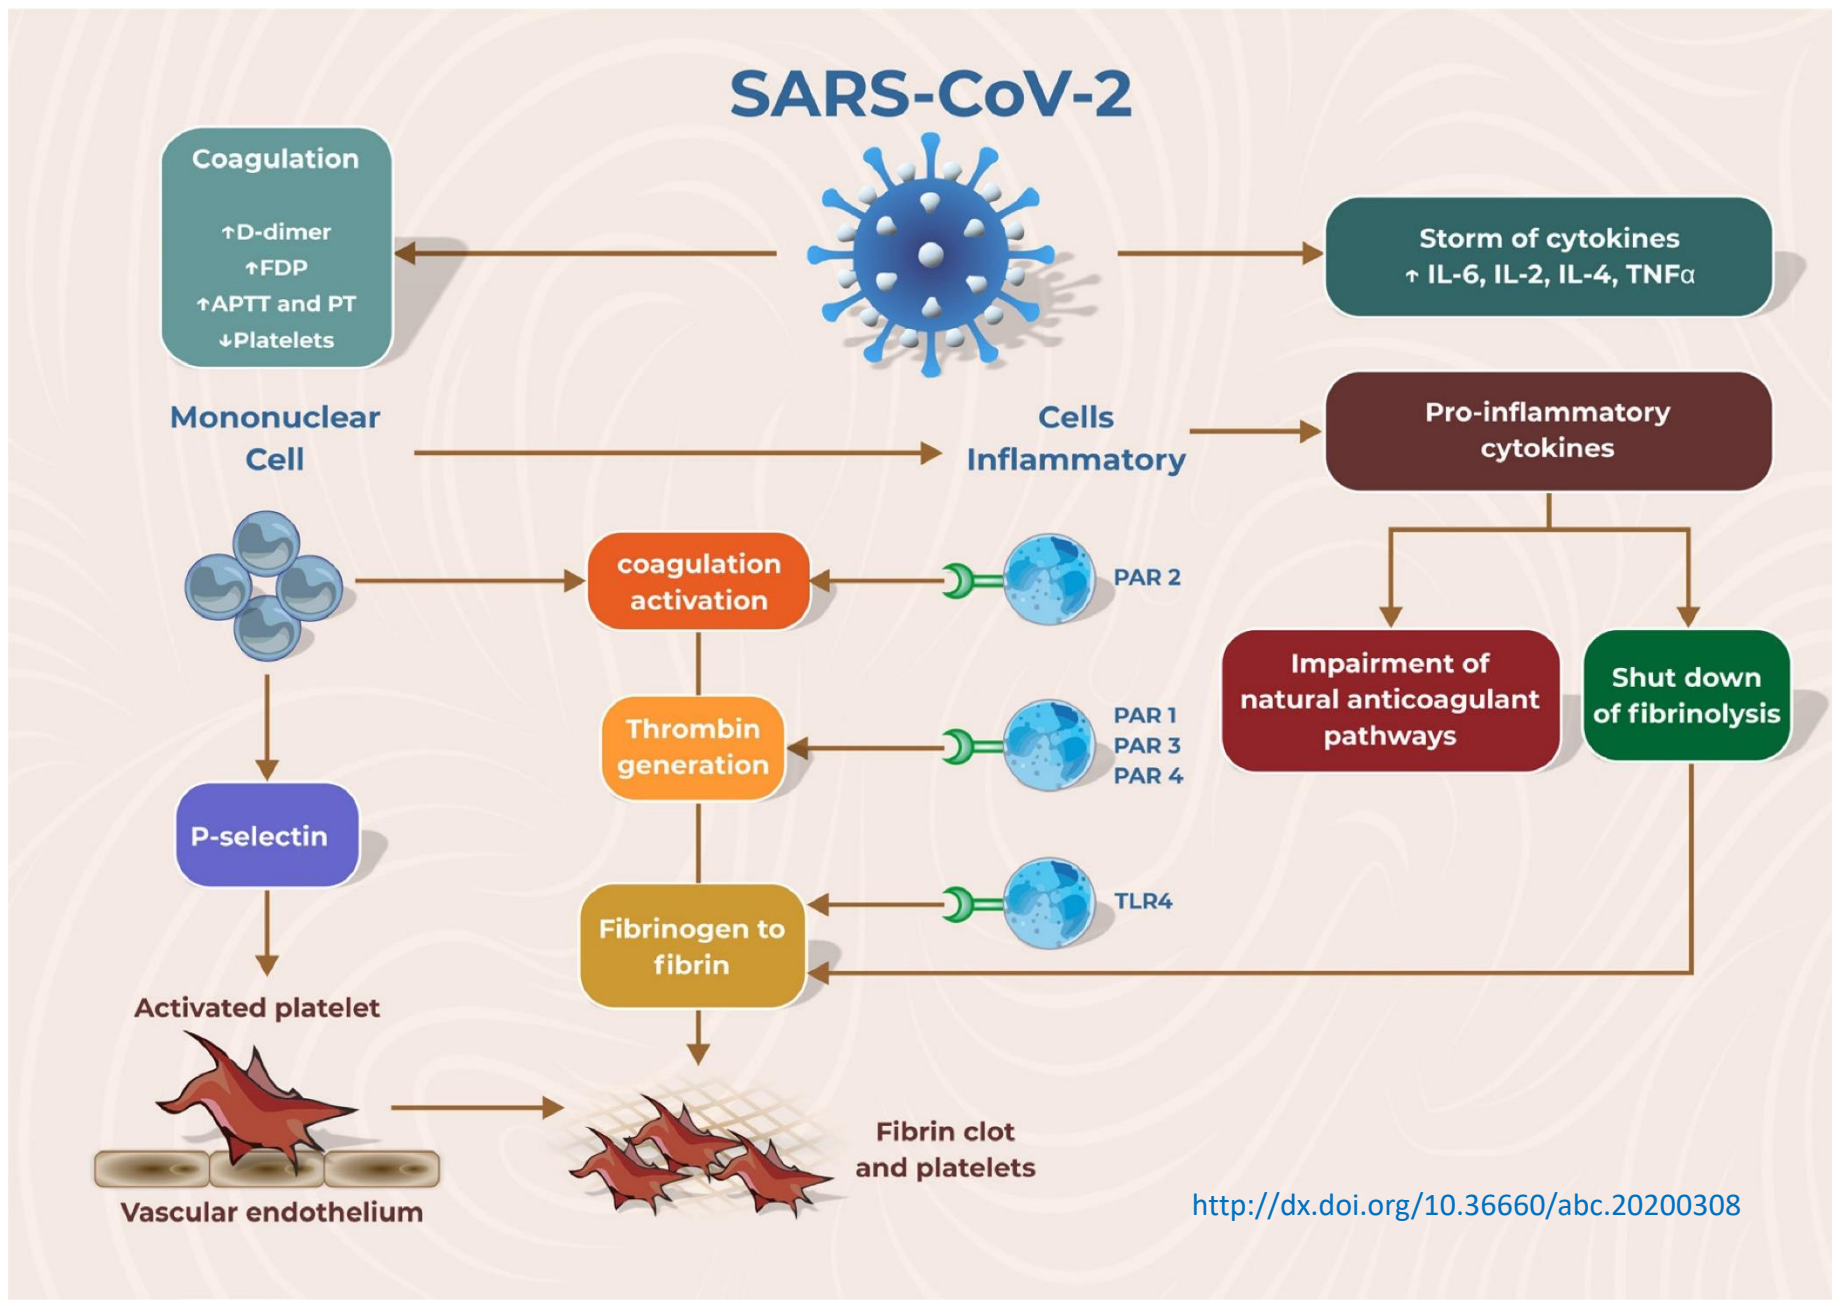 SARS-CoV-2
Coagulation
↑D-dimer
↑FDP
↑APTT and PT
↓Platelets
Storm of cytokines
↑ IL-6, IL-2, IL-4, TNFα
Mononuclear
Cell
Cells
Inflammatory
Pro-inflammatory
cytokines
coagulation
activation
PAR 2
Impairment of
natural anticoagulant
pathways
Shut down
of fibrinolysis
Thrombin
generation
PAR 1
PAR 3
PAR 4
P-selectin
Fibrinogen to
fibrin
TLR4
Activated platelet
Vascular endothelium
Fibrin clot
and platelets
http://dx.doi.org/10.36660/abc.20200308